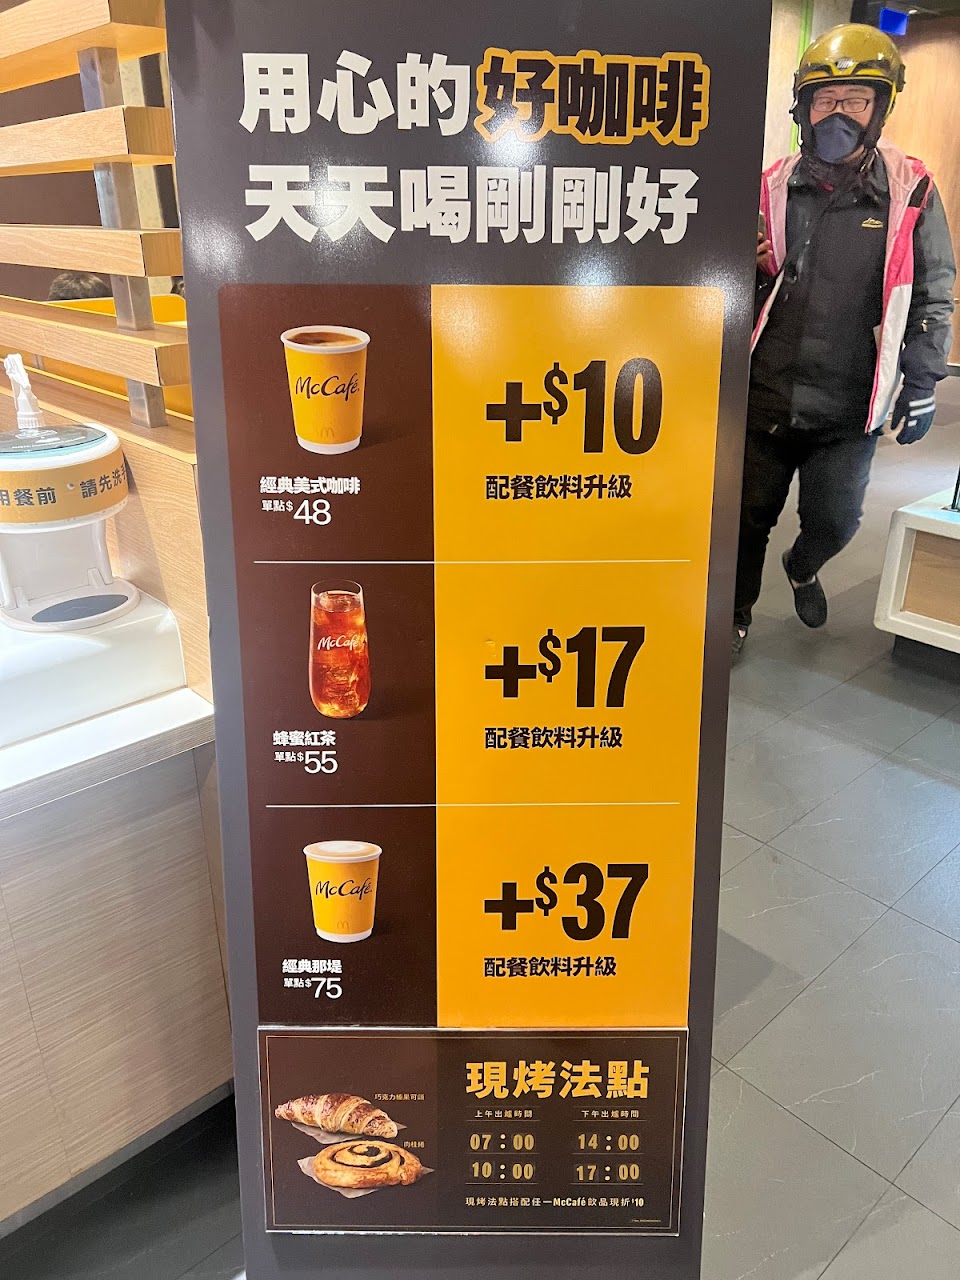 用心的好咖啡
天天喝剛剛好
McCafé
經典美式咖啡
單點$48
+$10
配餐飲料升級
McCafé
蜂蜜紅茶
單點$55
+$17
配餐飲料升級
McCafé
經典那堤
單點$75
+$37
配餐飲料升級
現烤法點
巧克力榛果可頌
肉桂捲
上午出爐時間 下午出爐時間
07:00 14:00
10:00 17:00
現烤法點搭配任一McCafé飲品現折$10
用餐前 請先洗手